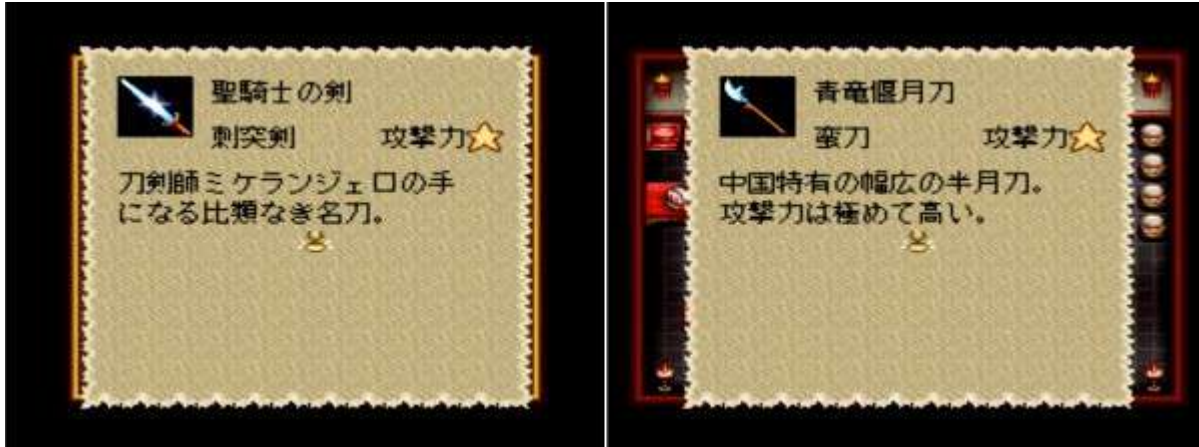 聖騎士の剣
刺突剣 攻撃力
刀剣師ミケランジェロの手
になる比類なき名刀。
青竜偃月刀
蛮刀 攻撃力
中国特有の幅広の半月刀。
攻撃力は極めて高い。